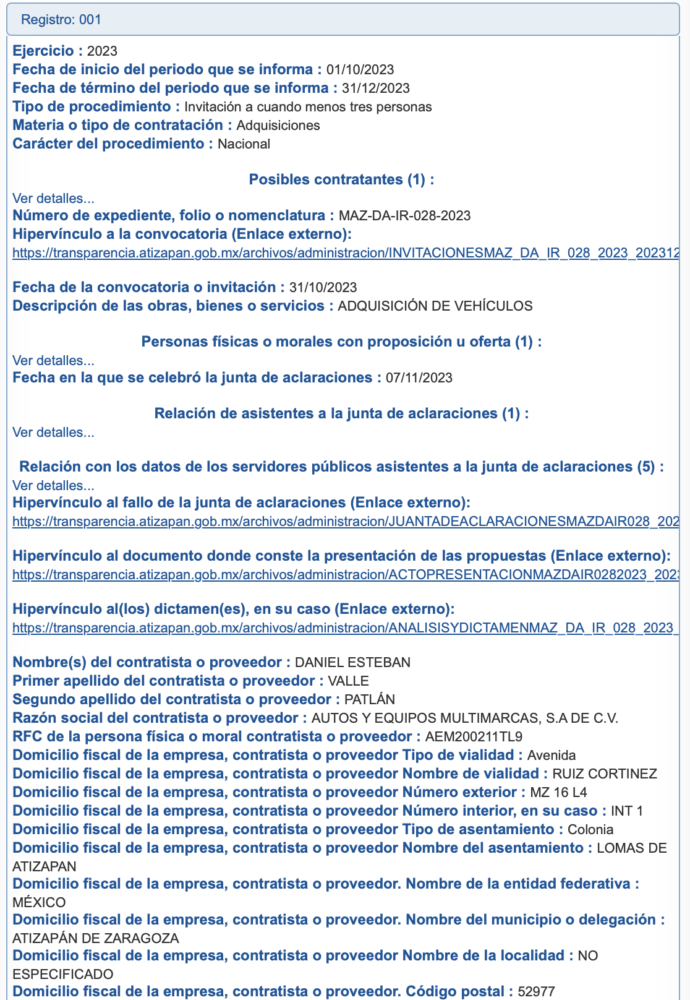 Registro: 001
Ejercicio : 2023
Fecha de inicio del periodo que se informa : 01/10/2023
Fecha de término del periodo que se informa : 31/12/2023
Tipo de procedimiento : Invitación a cuando menos tres personas
Materia o tipo de contratación : Adquisiciones
Carácter del procedimiento : Nacional
Posibles contratantes (1) :
Ver detalles...
Número de expediente, folio o nomenclatura : MAZ-DA-IR-028-2023
Hipervínculo a la convocatoria (Enlace externo):
https://transparencia.atizapan.gob.mx/archivos/administracion/INVITACIONESMAZ_DA_IR_028_2023_202312
Fecha de la convocatoria o invitación : 31/10/2023
Descripción de las obras, bienes o servicios : ADQUISICIÓN DE VEHÍCULOS
Personas físicas o morales con proposición u oferta (1) :
Ver detalles...
Fecha en la que se celebró la junta de aclaraciones : 07/11/2023
Relación de asistentes a la junta de aclaraciones (1) :
Ver detalles...
Relación con los datos de los servidores públicos asistentes a la junta de aclaraciones (5) :
Ver detalles...
Hipervínculo al fallo de la junta de aclaraciones (Enlace externo):
https://transparencia.atizapan.gob.mx/archivos/administracion/JUANTADEACLARACIONESMAZDAIR028_202
Hipervínculo al documento donde conste la presentación de las propuestas (Enlace externo):
https://transparencia.atizapan.gob.mx/archivos/administracion/ACTOPRESENTACIONMAZDAIR0282023_2023
Hipervínculo al(los) dictamen(es), en su caso (Enlace externo):
https://transparencia.atizapan.gob.mx/archivos/administracion/ANALISISYDICTAMENMAZ_DA_IR_028_2023_
Nombre(s) del contratista o proveedor : DANIEL ESTEBAN
Primer apellido del contratista o proveedor : VALLE
Segundo apellido del contratista o proveedor : PATLÁN
Razón social del contratista o proveedor : AUTOS Y EQUIPOS MULTIMARCAS, S.A DE C.V.
RFC de la persona física o moral contratista o proveedor : AEM200211TL9
Domicilio fiscal de la empresa, contratista o proveedor Tipo de vialidad : Avenida
Domicilio fiscal de la empresa, contratista o proveedor Nombre de vialidad : RUIZ CORTINEZ
Domicilio fiscal de la empresa, contratista o proveedor Número exterior : MZ 16 L4
Domicilio fiscal de la empresa, contratista o proveedor Número interior, en su caso : INT 1
Domicilio fiscal de la empresa, contratista o proveedor Tipo de asentamiento : Colonia
Domicilio fiscal de la empresa, contratista o proveedor Nombre del asentamiento : LOMAS DE
ATIZAPAN
Domicilio fiscal de la empresa, contratista o proveedor. Nombre de la entidad federativa :
MÉXICO
Domicilio fiscal de la empresa, contratista o proveedor. Nombre del municipio o delegación :
ATIZAPÁN DE ZARAGOZA
Domicilio fiscal de la empresa, contratista o proveedor Nombre de la localidad : NO
ESPECIFICADO
Domicilio fiscal de la empresa, contratista o proveedor. Código postal : 52977